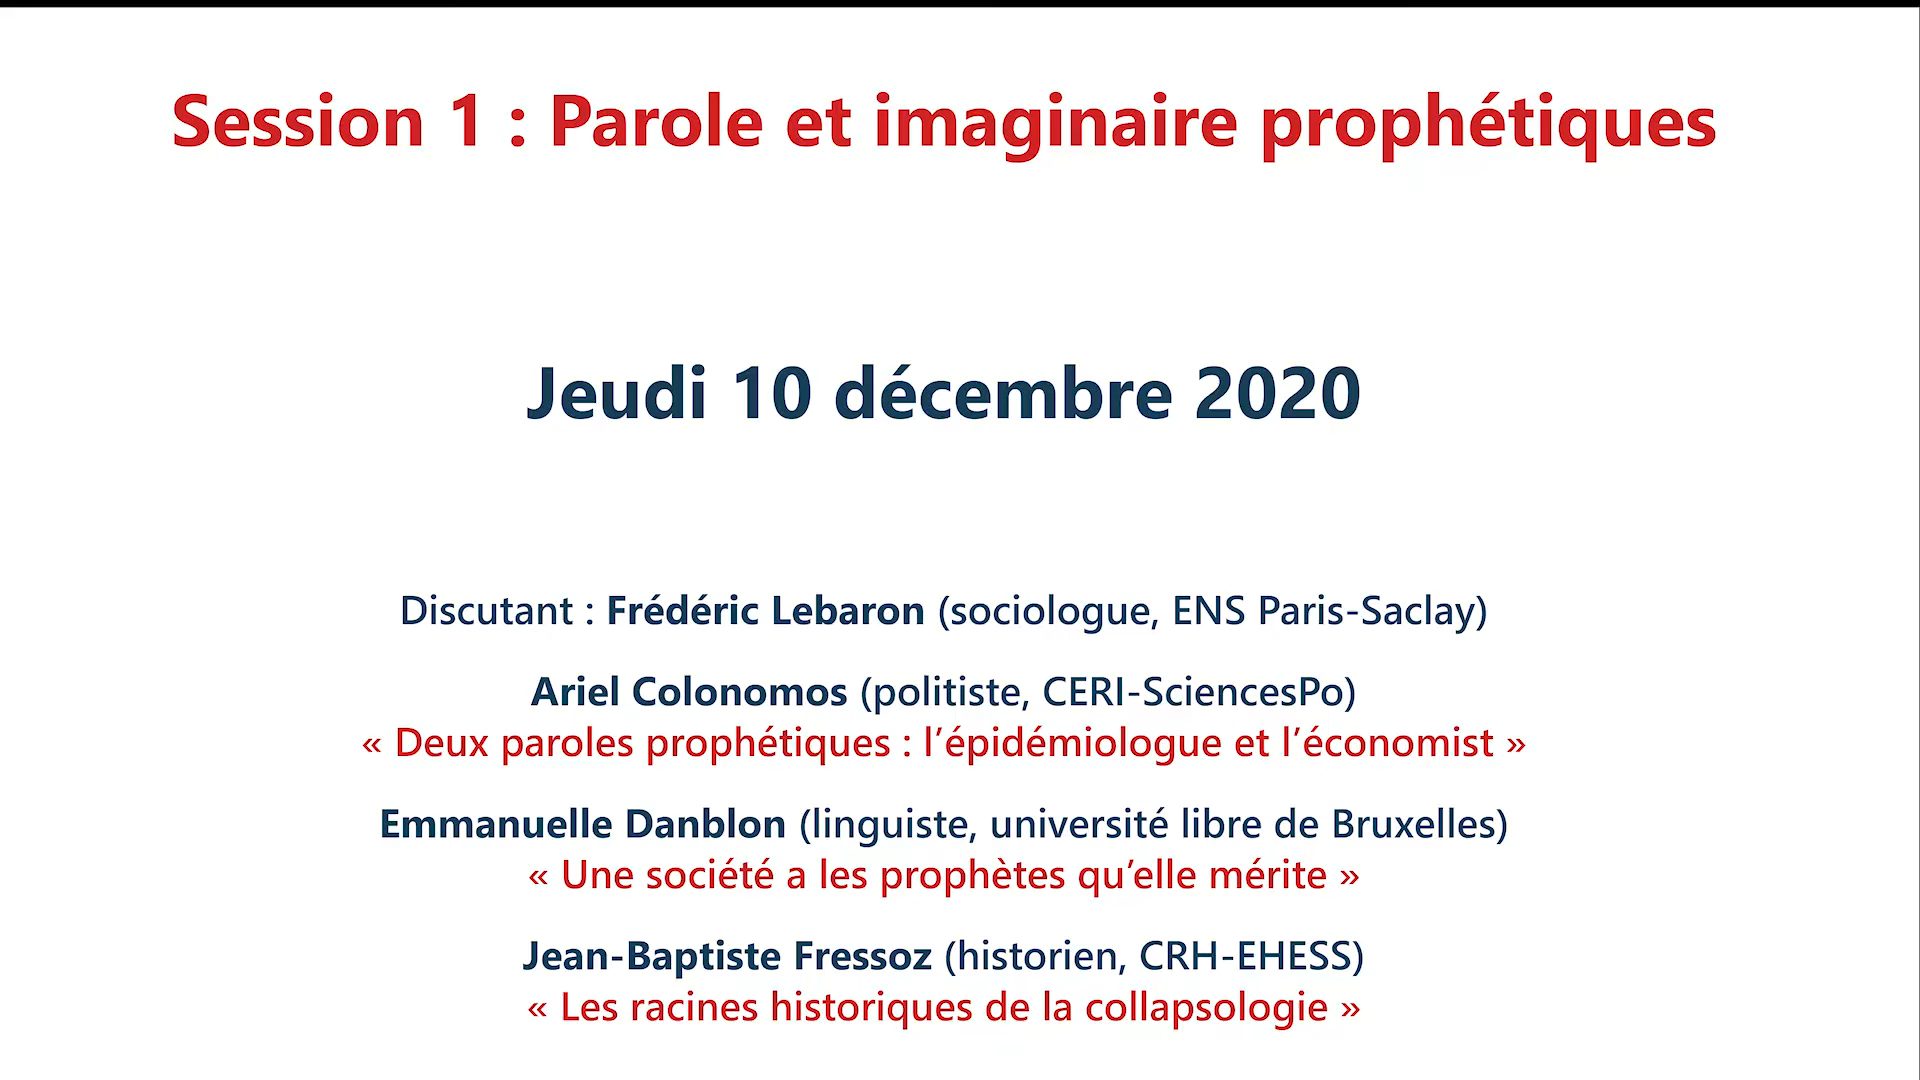 Session 1 : Parole et imaginaire prophétiques
Jeudi 10 décembre 2020
Discutant : Frédéric Lebaron (sociologue, ENS Paris-Saclay)
Ariel Colonomos (politiste, CERI-SciencesPo)
« Deux paroles prophétiques : l’épidémiologue et l’économist »
Emmanuelle Danblon (linguiste, université libre de Bruxelles)
« Une société a les prophètes qu’elle mérite »
Jean-Baptiste Fressoz (historien, CRH-EHESS)
« Les racines historiques de la collapsologie »